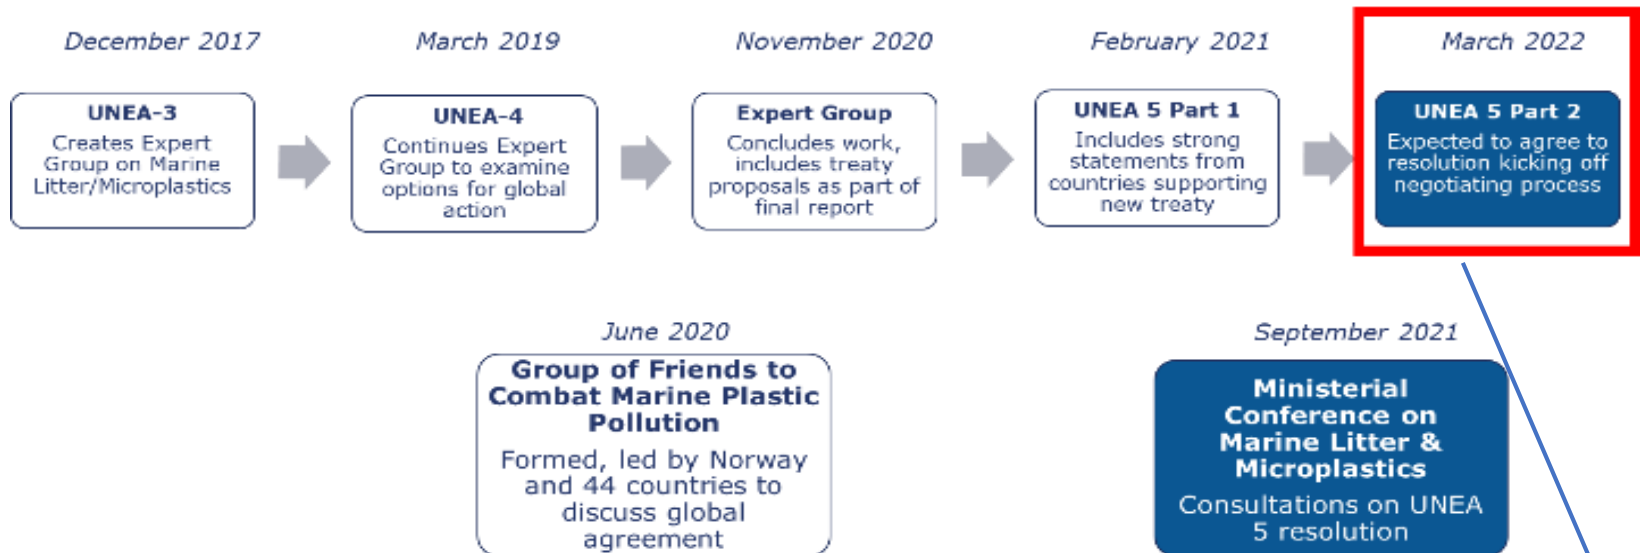 December 2017
UNEA-3
Creates Expert
Group on Marine
Litter/Microplastics
March 2019
UNEA-4
Continues Expert
Group to examine
options for global
action
November 2020
Expert Group
Concludes work,
includes treaty
proposals as part of
final report
February 2021
UNEA 5 Part 1
Includes strong
statements from
countries supporting
new treaty
March 2022
UNEA 5 Part 2
Expected to agree to
resolution kicking off
negotiating process
June 2020
Group of Friends to
Combat Marine Plastic
Pollution
Formed, led by Norway
and 44 countries to
discuss global
agreement
September 2021
Ministerial
Conference on
Marine Litter &
Microplastics
Consultations on UNEA
5 resolution